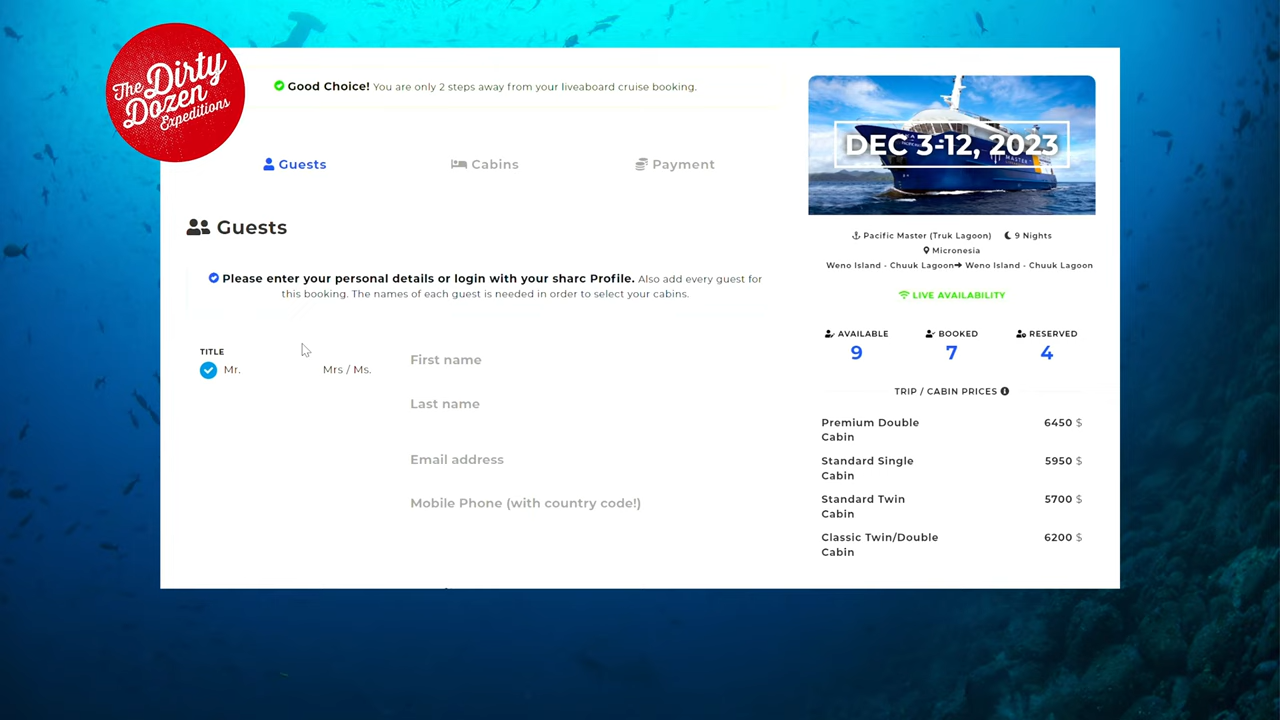 The Dirty
Dozen
Expeditions
Good Choice! You are only 2 steps away from your liveaboard cruise booking.
Guests
Cabins
Payment
Guests
Please enter your personal details or login with your sharc Profile. Also add every guest for
this booking. The names of each guest is needed in order to select your cabins.
TITLE
Mr.
Mrs / Ms.
First name
Last name
Email address
Mobile Phone (with country code!)
DEC 3-12, 2023
MASTER
Pacific Master (Truk Lagoon) 9 Nights
Micronesia
Weno Island - Chuuk Lagoon Weno Island - Chuuk Lagoon
LIVE AVAILABILITY
AVAILABLE
9
BOOKED
7
RESERVED
4
TRIP / CABIN PRICES
Premium Double
Cabin
6450 $
Standard Single
Cabin
5950 $
Standard Twin
Cabin
5700 $
Classic Twin/Double
Cabin
6200 $